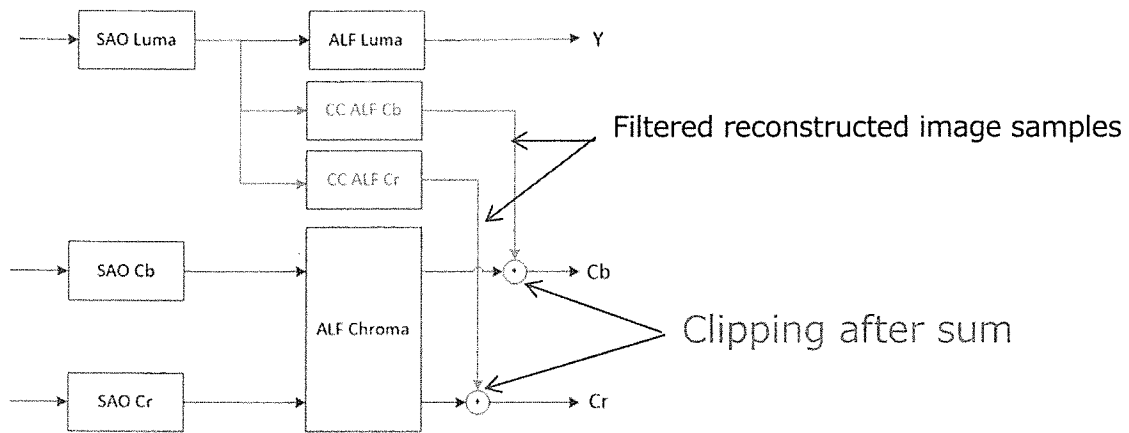 SAO Luma
ALF Luma
Y
CC ALF Cb
Filtered reconstructed image samples
CC ALF Cr
SAO Cb
Cb
ALF Chroma
Clipping after sum
SAO Cr
Cr